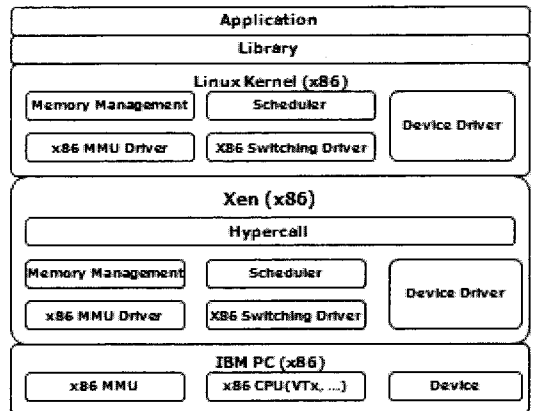 Application
Library
Linux Kernel (x86)
Memory Management
Scheduler
Device Driver
x86 MMU Driver
X86 Switching Driver
Xen (x86)
Hypercall
Memory Management
Scheduler
Device Driver
x86 MMU Driver
X86 Switching Driver
IBM PC (x86)
x86 MMU
x86 CPU(VTx, ...)
Device